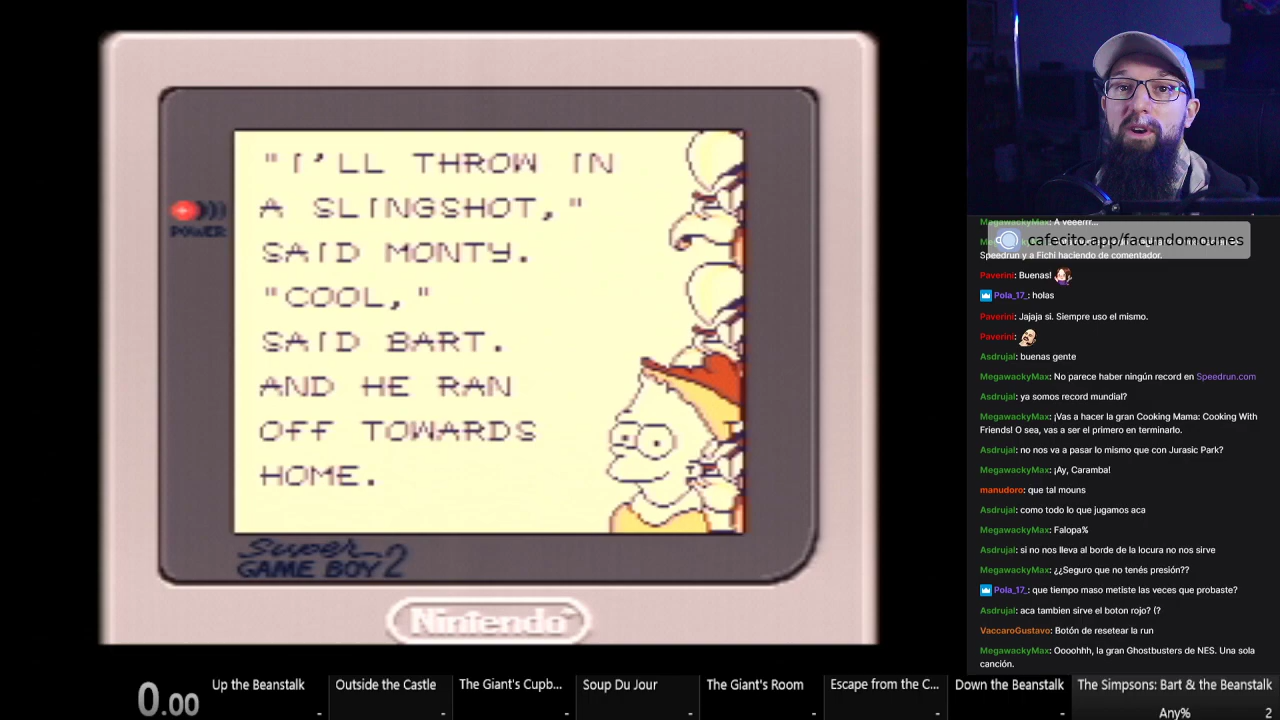 "I'LL THROW IN
A SLINGSHOT,"
SAID MONTY.
"COOL,"
SAID BART.
AND HE RAN
OFF TOWARDS
HOME.
POWER
Super
GAME BOY 2
Nintendo
MegawackyMax: A veeerrr...
cafecito.app/facundomounes
Speedrun y a Fichi haciendo de comentador.
Paverini: Buenas!
Pola_17_: holas
Paverini: Jajaja si. Siempre uso el mismo.
Paverini:
Asdrujal: buenas gente
MegawackyMax: No parece haber ningún record en Speedrun.com
Asdrujal: ya somos record mundial?
MegawackyMax: ¡Vas a hacer la gran Cooking Mama: Cooking With
Friends! O sea, vas a ser el primero en terminarlo.
Asdrujal: no nos va a pasar lo mismo que con Jurasic Park?
MegawackyMax: ¡Ay, Caramba!
manudoro: que tal mouns
Asdrujal: como todo lo que jugamos aca
MegawackyMax: Falopa%
Asdrujal: si no nos lleva al borde de la locura no nos sirve
MegawackyMax: ¿¿Seguro que no tenés presión??
Pola_17_: que tiempo maso metiste las veces que probaste?
Asdrujal: aca tambien sirve el boton rojo? (?
VaccaroGustavo: Botón de resetear la run
MegawackyMax: Ooohhh, la gran Ghostbusters de NES. Una sola
canción.
0.00
Up the Beanstalk -
Outside the Castle -
The Giant's Cupb... -
Soup Du Jour -
The Giant's Room -
Escape from the C... -
Down the Beanstalk -
The Simpsons: Bart & the Beanstalk
Any% 2